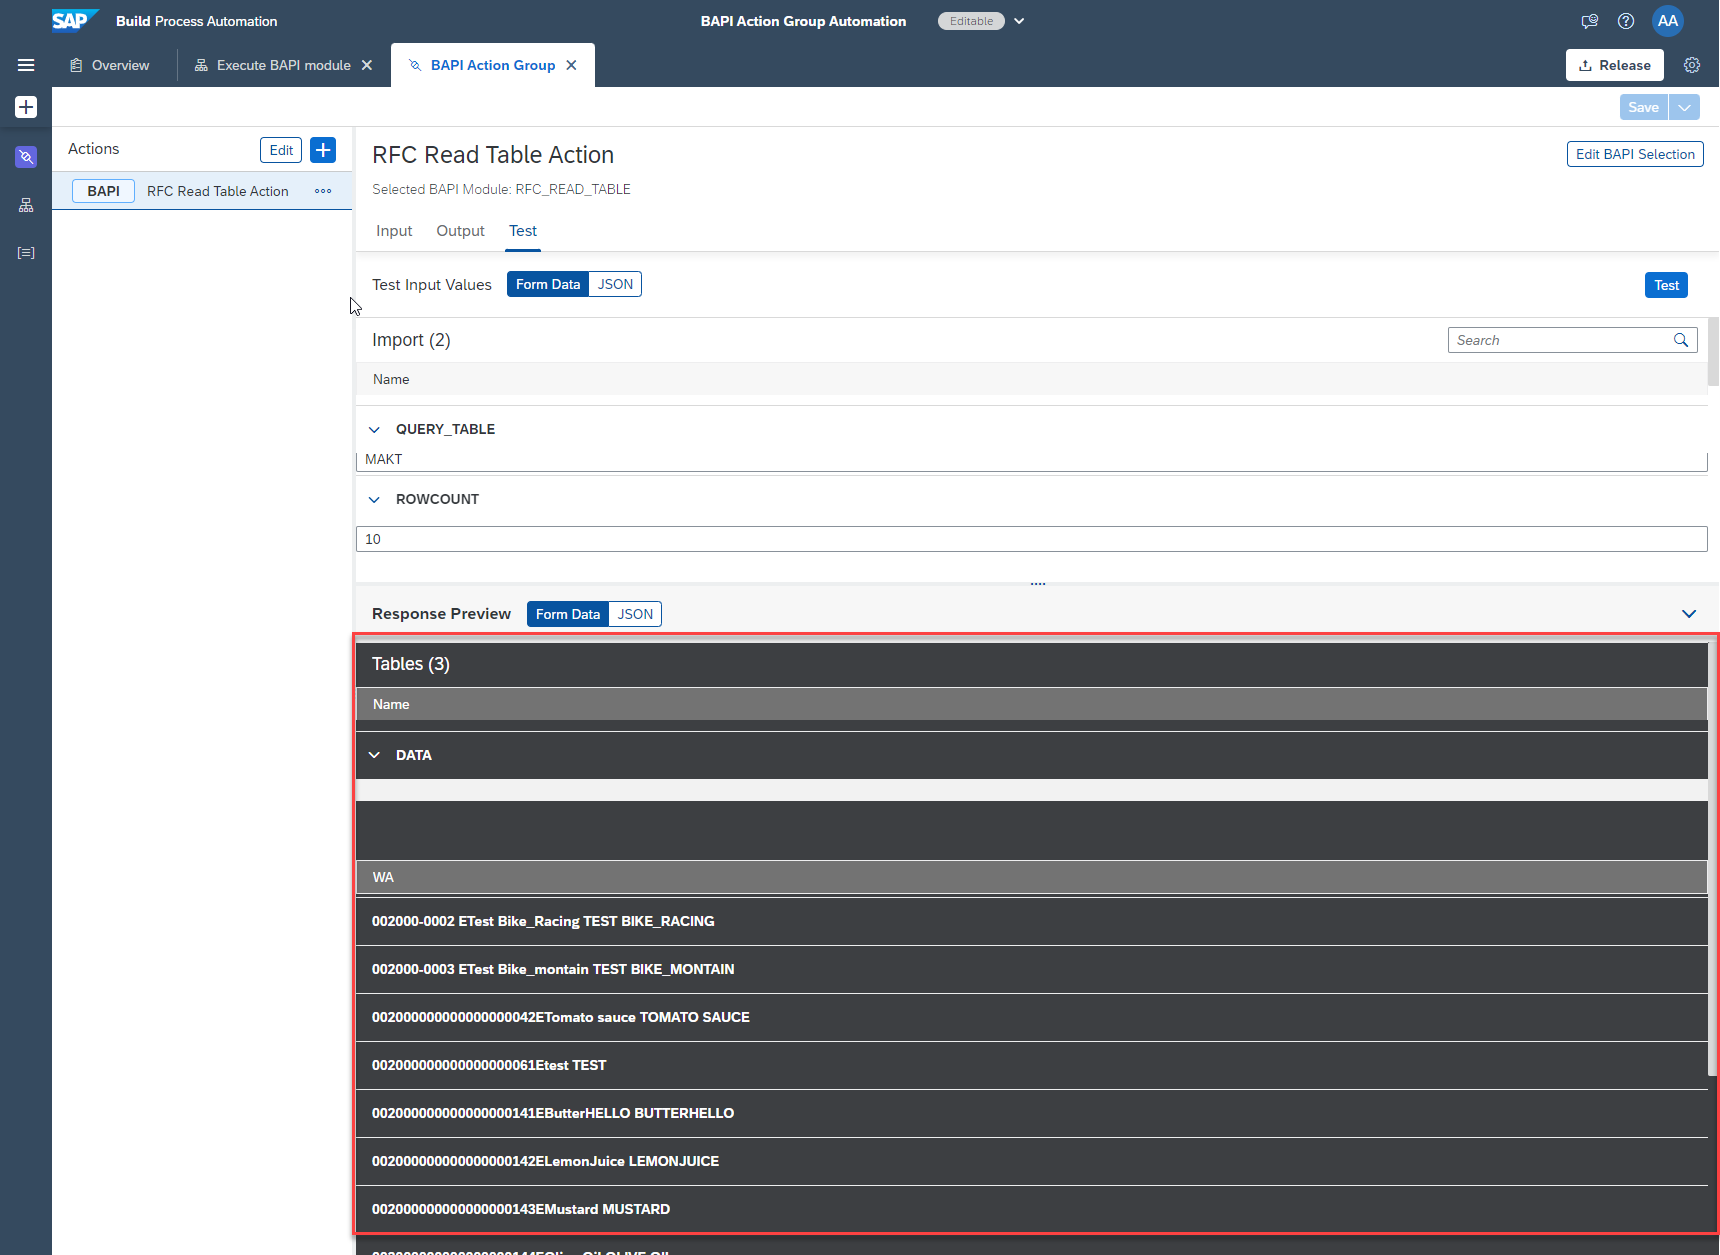 SAP Build Process Automation
BAPI Action Group Automation Editable
AA
Overview
Execute BAPI module
BAPI Action Group
Release
Save
Actions
Edit
BAPI RFC Read Table Action
RFC Read Table Action
Edit BAPI Selection
Selected BAPI Module: RFC_READ_TABLE
Input Output Test
Test Input Values Form Data JSON
Test
Import (2)
Search
Name
QUERY_TABLE
MAKT
ROWCOUNT
10
Response Preview Form Data JSON
Tables (3)
Name
DATA
WA
002000-0002 ETest Bike_Racing TEST BIKE_RACING
002000-0003 ETest Bike_montain TEST BIKE_MONTAIN
002000000000000000042ETomato sauce TOMATO SAUCE
002000000000000000061Etest TEST
002000000000000000141EButterHELLO BUTTERHELLO
002000000000000000142ELemonJuice LEMONJUICE
002000000000000000143EMustard MUSTARD